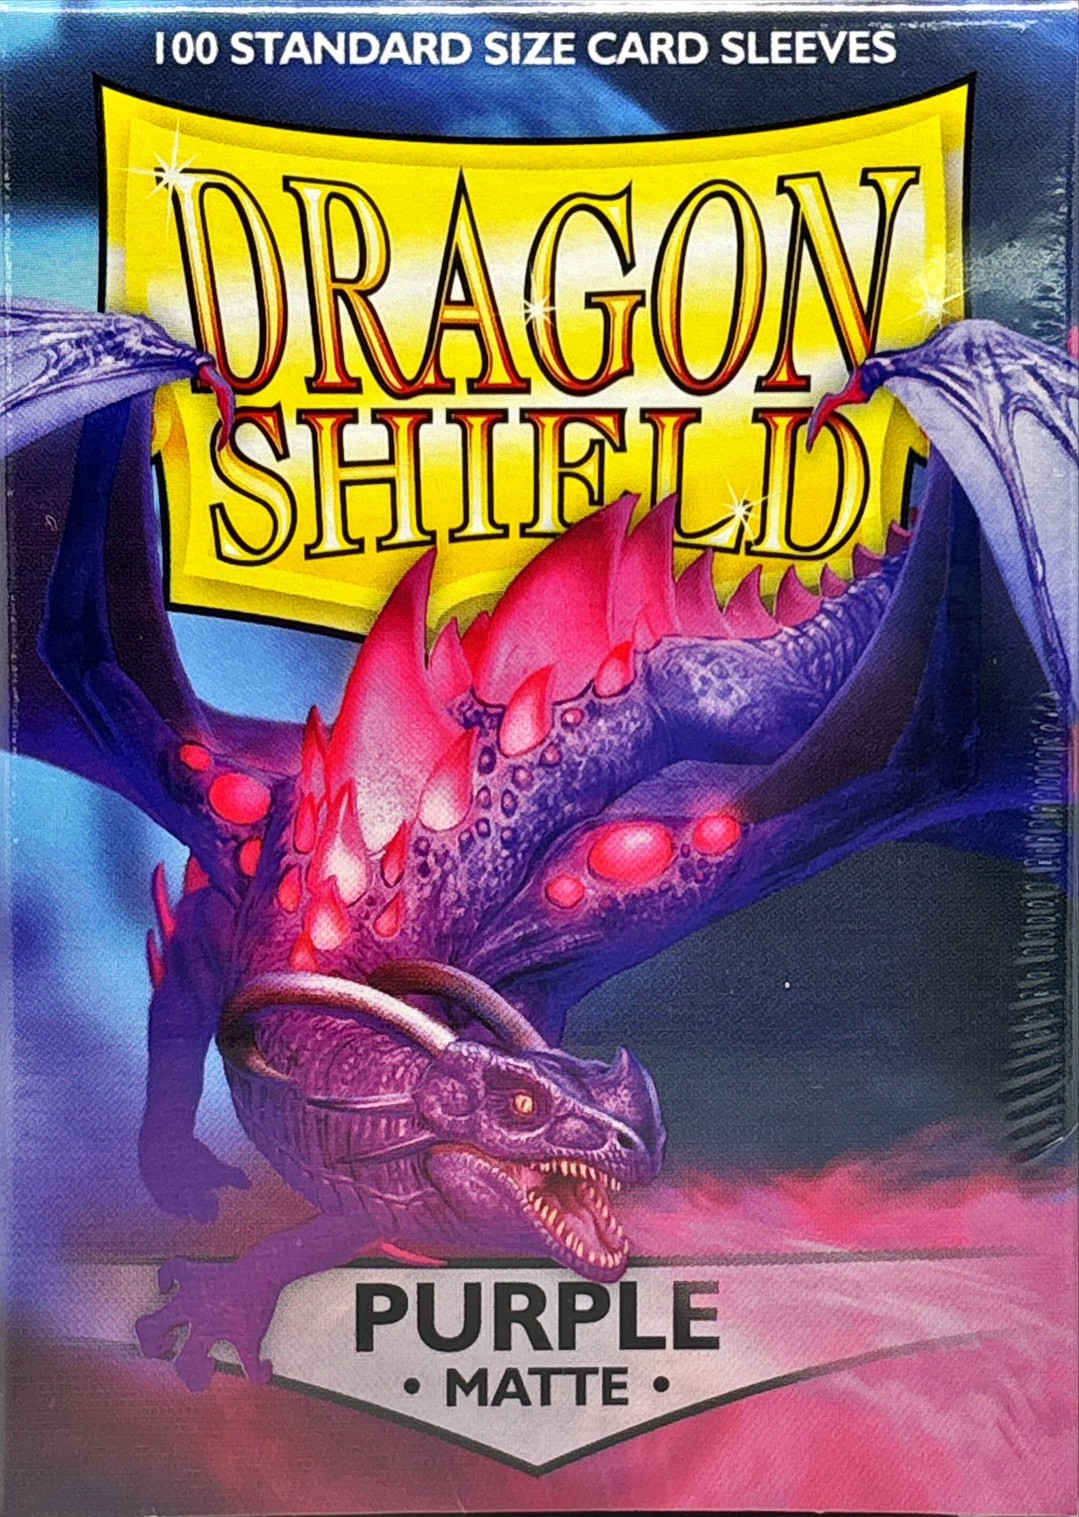 100 STANDARD SIZE CARD SLEEVES
DRAGON
SHIELD
PURPLE
• MATTE •